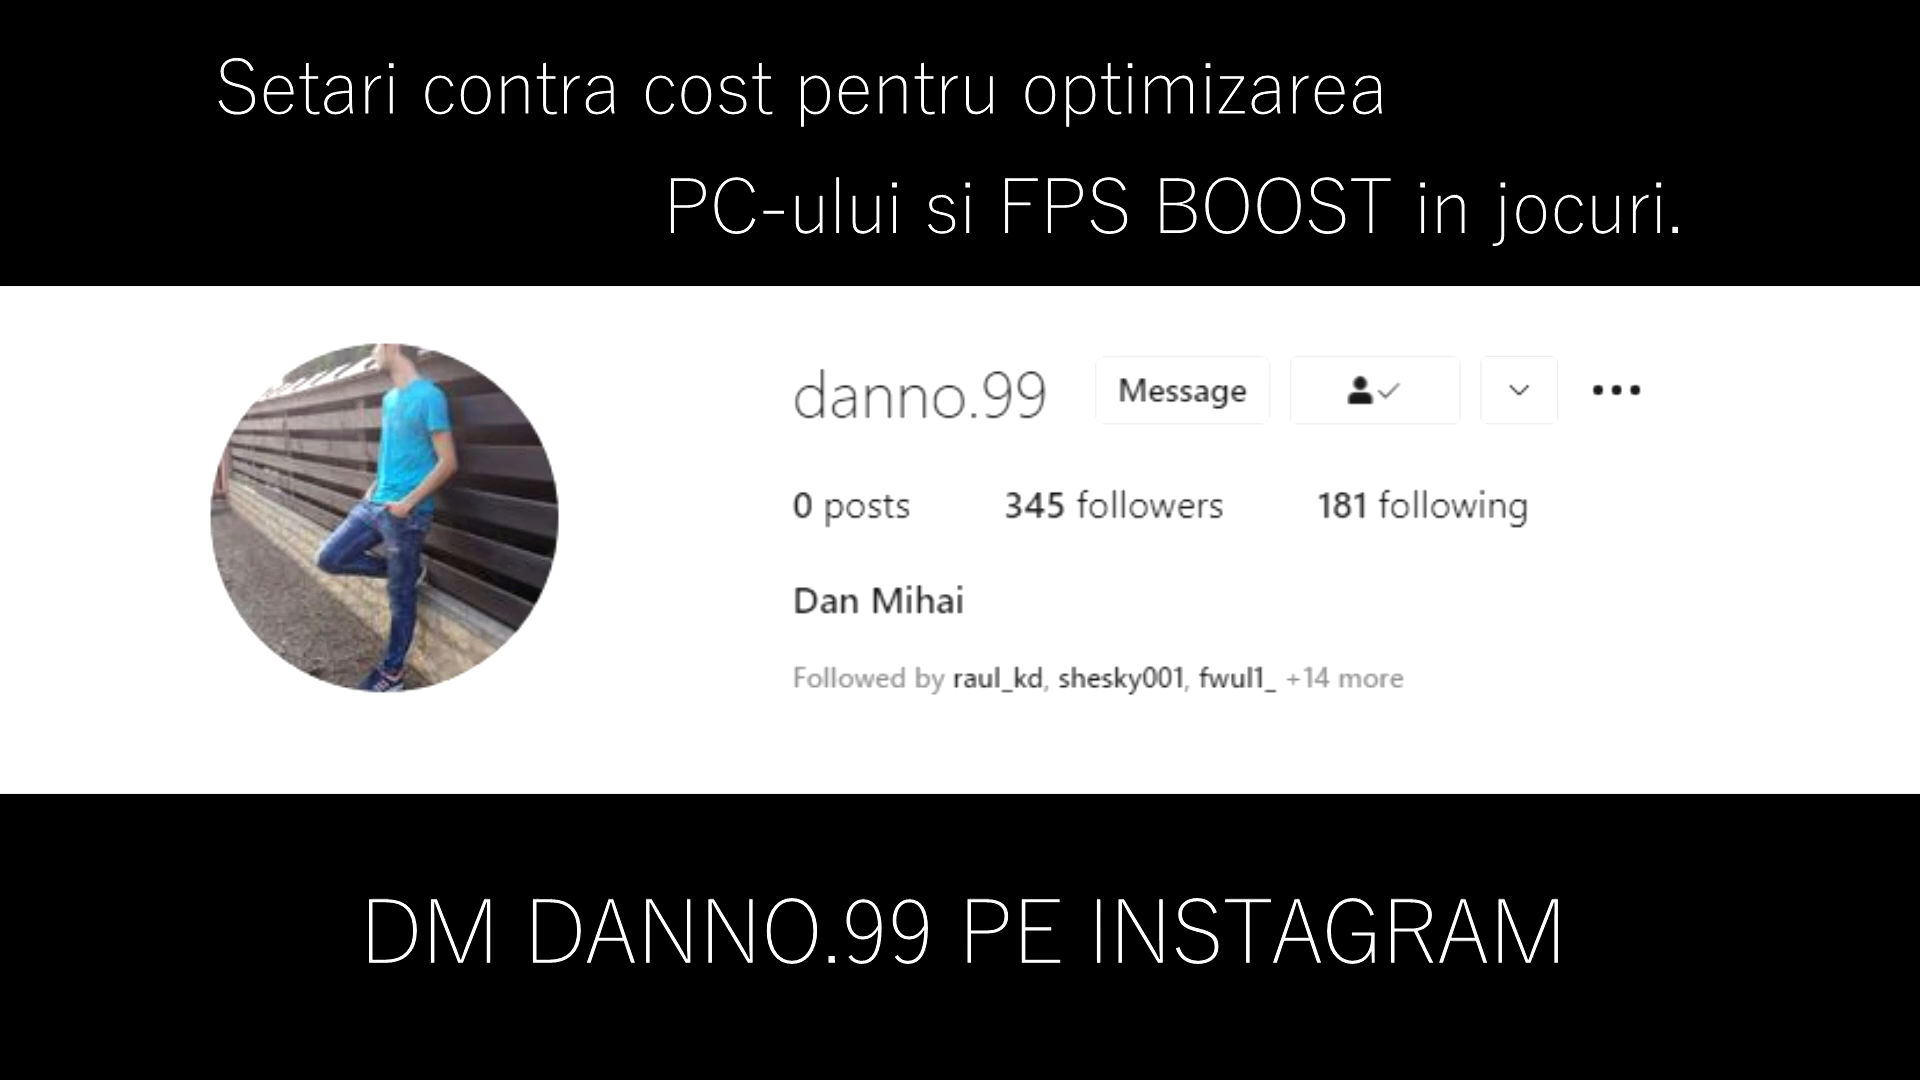 Setari contra cost pentru optimizarea
PC-ului si FPS BOOST in jocuri.
danno.99 Message
0 posts 345 followers 181 following
Dan Mihai
Followed by raul_kd, shesky001, fwul1_ +14 more
DM DANNO.99 PE INSTAGRAM